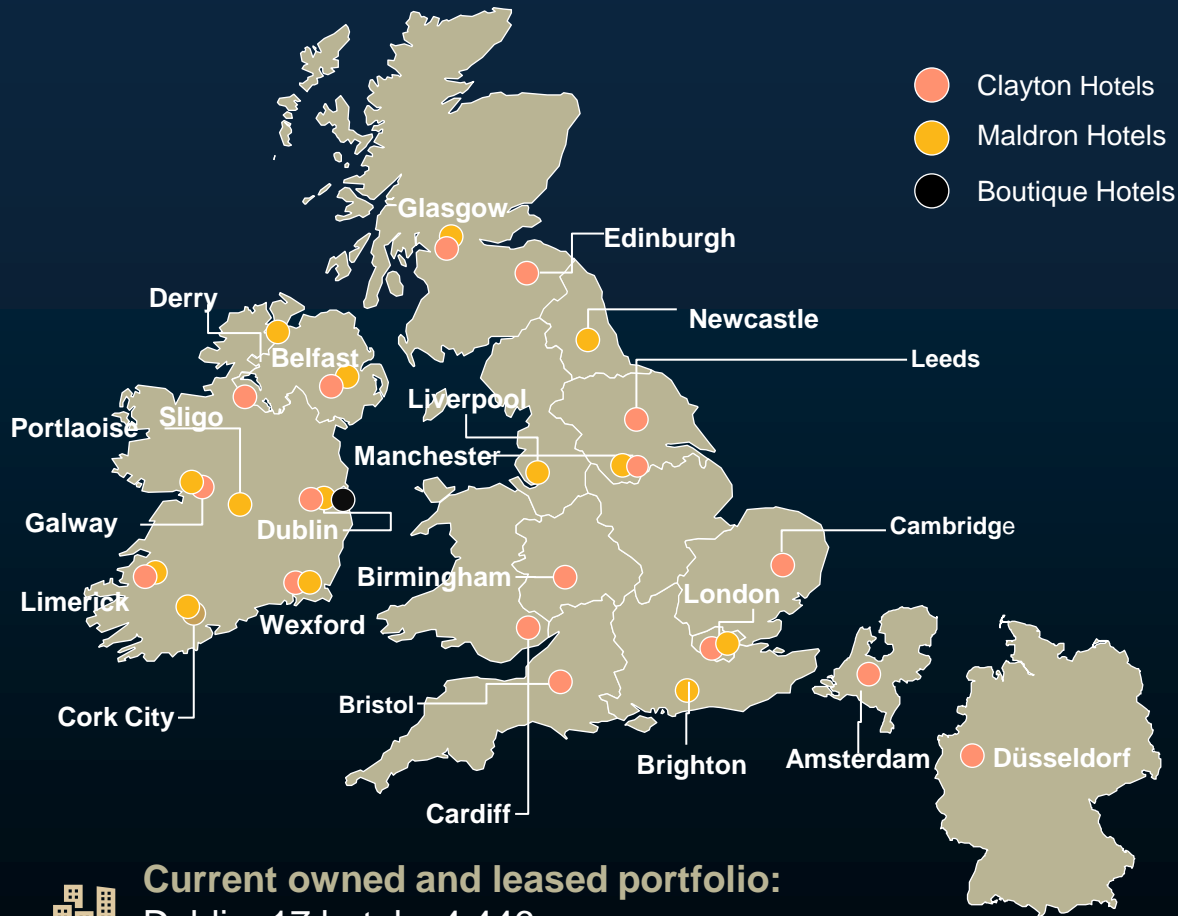 Clayton Hotels
Maldron Hotels
Boutique Hotels
Glasgow
Edinburgh
Derry
Newcastle
Belfast
Leeds
Liverpool
Sligo
Portlaoise
Manchester
Galway
Dublin
Cambridge
Birmingham
London
Limerick
Wexford
Bristol
Cork City
Brighton
Amsterdam
Düsseldorf
Cardiff
Current owned and leased portfolio: